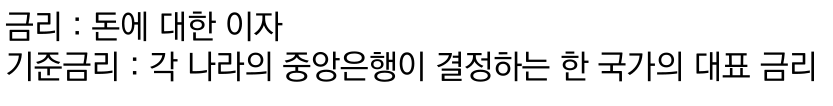 금리 : 돈에 대한 이자
기준금리 : 각 나라의 중앙은행이 결정하는 한 국가의 대표 금리